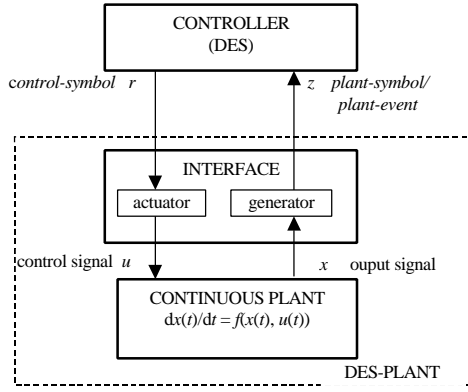 CONTROLLER
(DES)
control-symbol r
z plant-symbol/
plant-event
INTERFACE
actuator
generator
control signal u
x ouput signal
CONTINUOUS PLANT
dx(t)/dt = f(x(t), u(t))
DES-PLANT